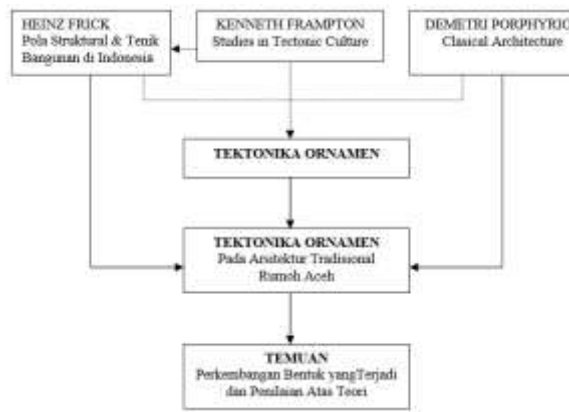 HEINZ FRICK
Pola Struktural & Tenik
Bangunan di Indonesia
KENNETH FRAMPTON
Studies in Tectonic Culture
DEMETRI PORPHYRIO
Clasical Architecture
TEKTONIKA ORNAMEN
TEKTONIKA ORNAMEN
Pada Arsitektur Tradisional
Rumoh Aceh
TEMUAN
Perkembangan Bentuk yangTerjadi
dan Penilaian Atas Teori